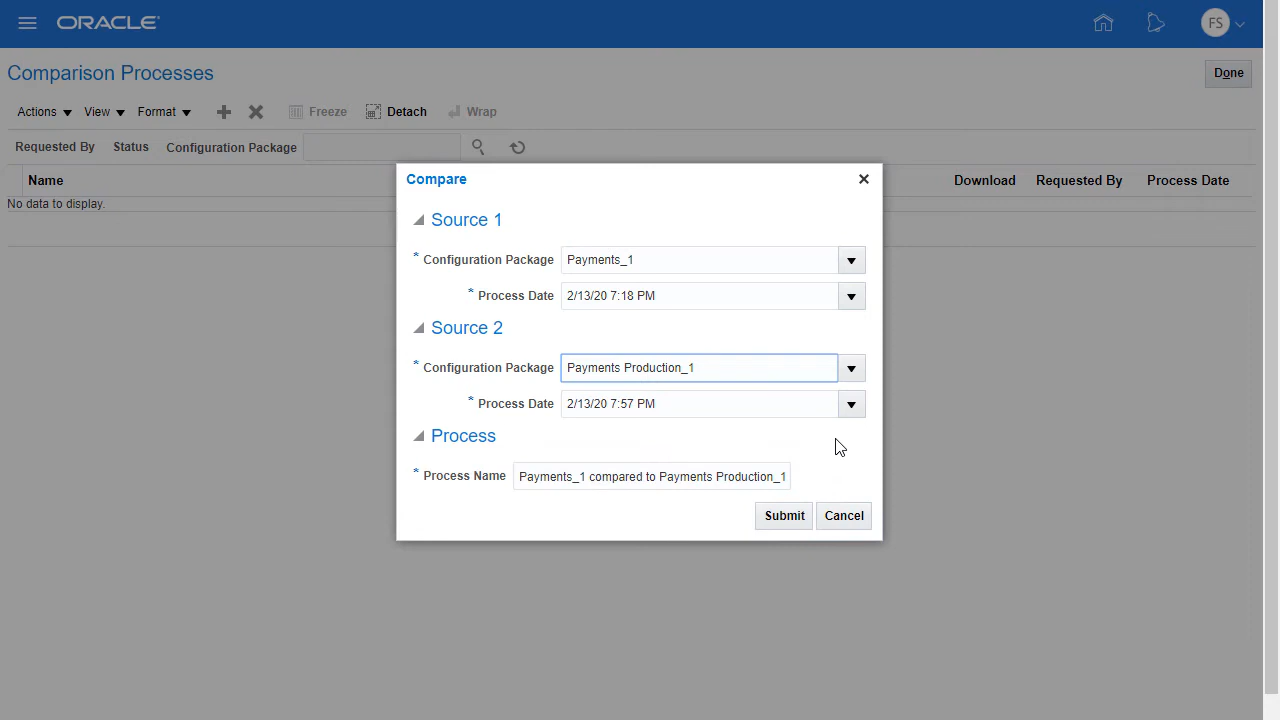 ORACLE
FS
Comparison Processes
Done
Actions View Format Freeze Detach Wrap
Requested By Status Configuration Package
Name Download Requested By Process Date
No data to display.
Compare
Source 1
* Configuration Package Payments_1
* Process Date 2/13/20 7:18 PM
Source 2
* Configuration Package Payments Production_1
* Process Date 2/13/20 7:57 PM
Process
* Process Name Payments_1 compared to Payments Production_1
Submit Cancel